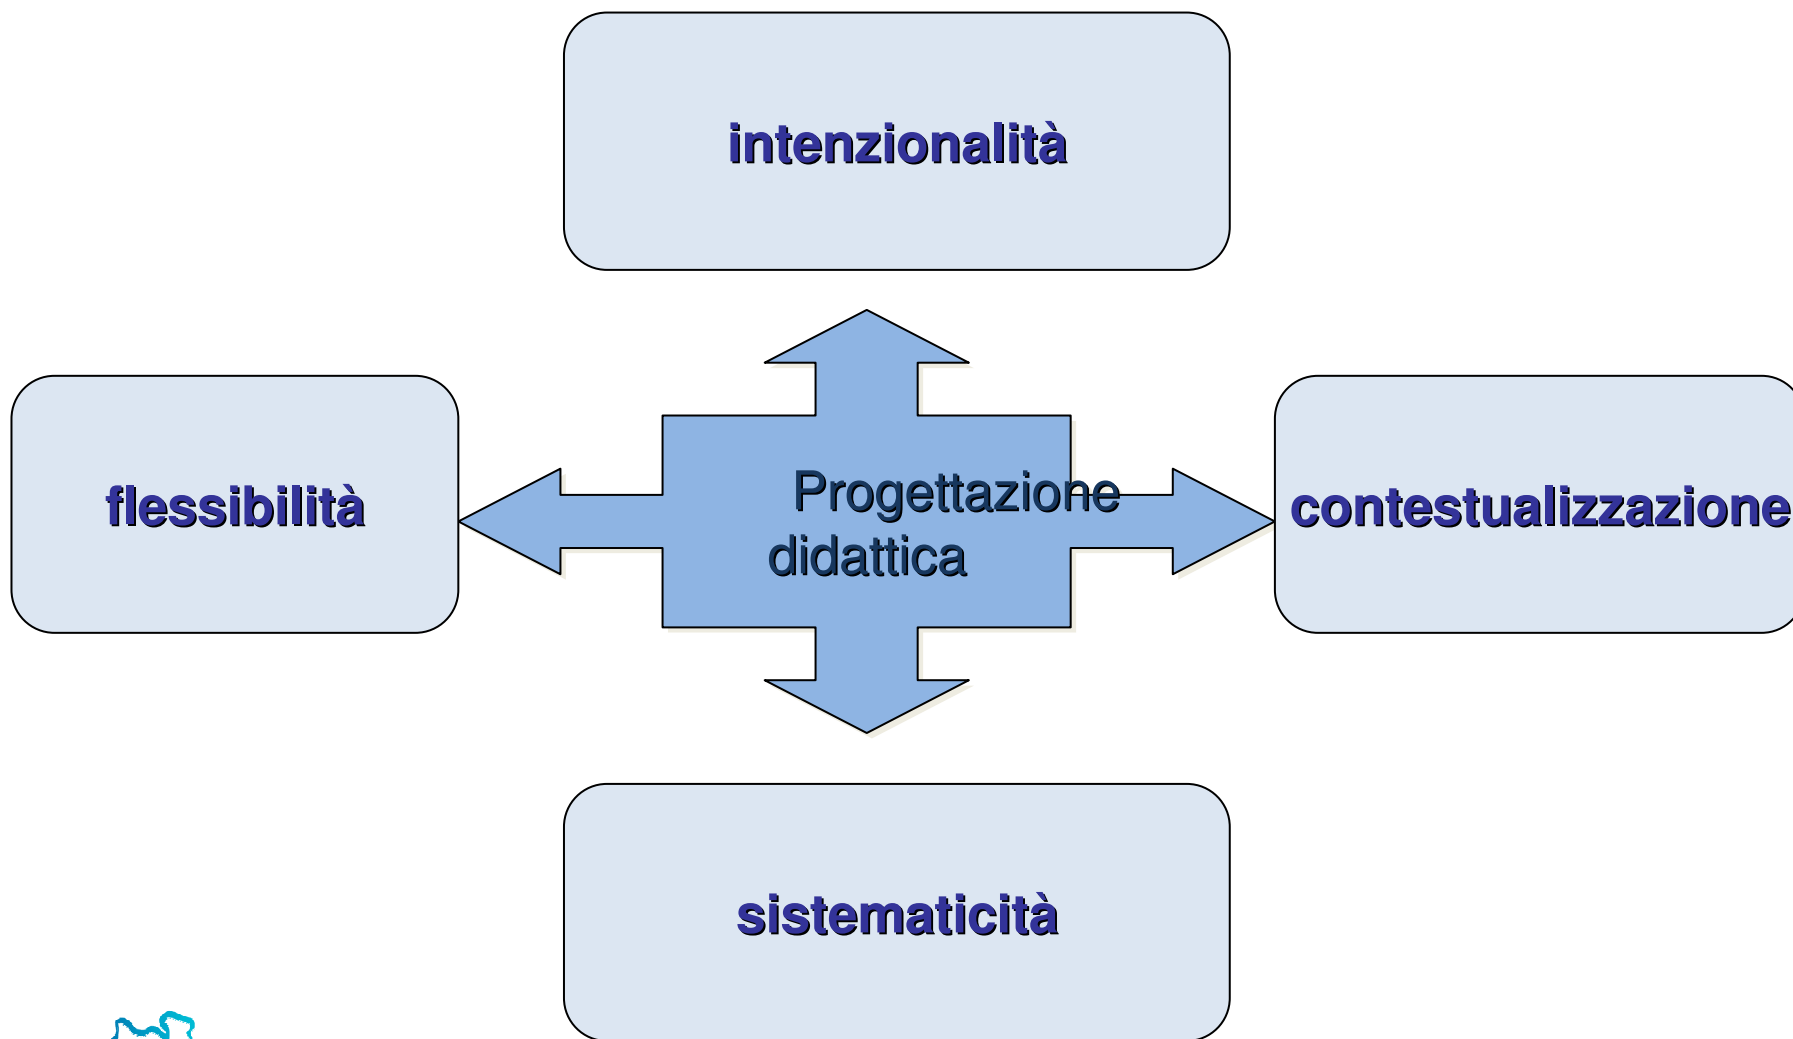 intenzionalità
flessibilità
Progettazione
didattica
contestualizzazione
sistematicità